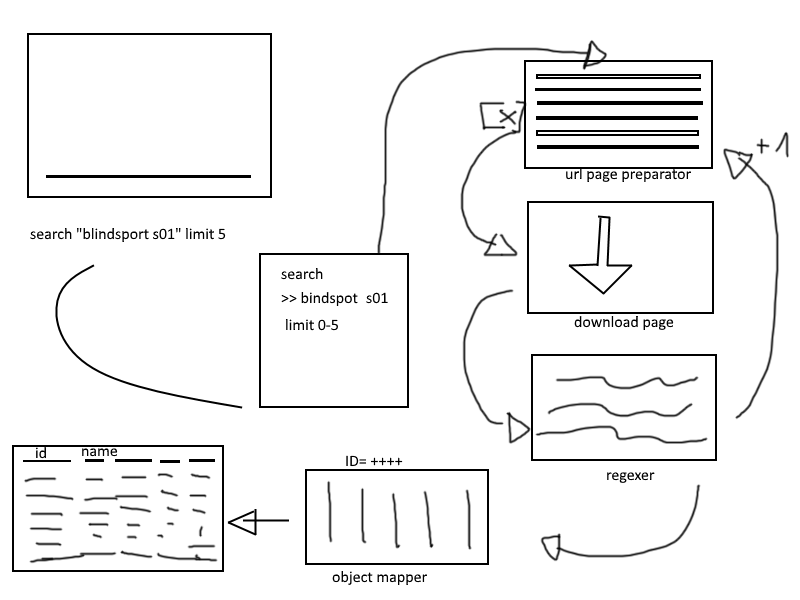 search "blindsport s01" limit 5
search
>> bindspot s01
limit 0-5
x
url page preparator
+1
download page
regexer
ID= ++++
object mapper
id name